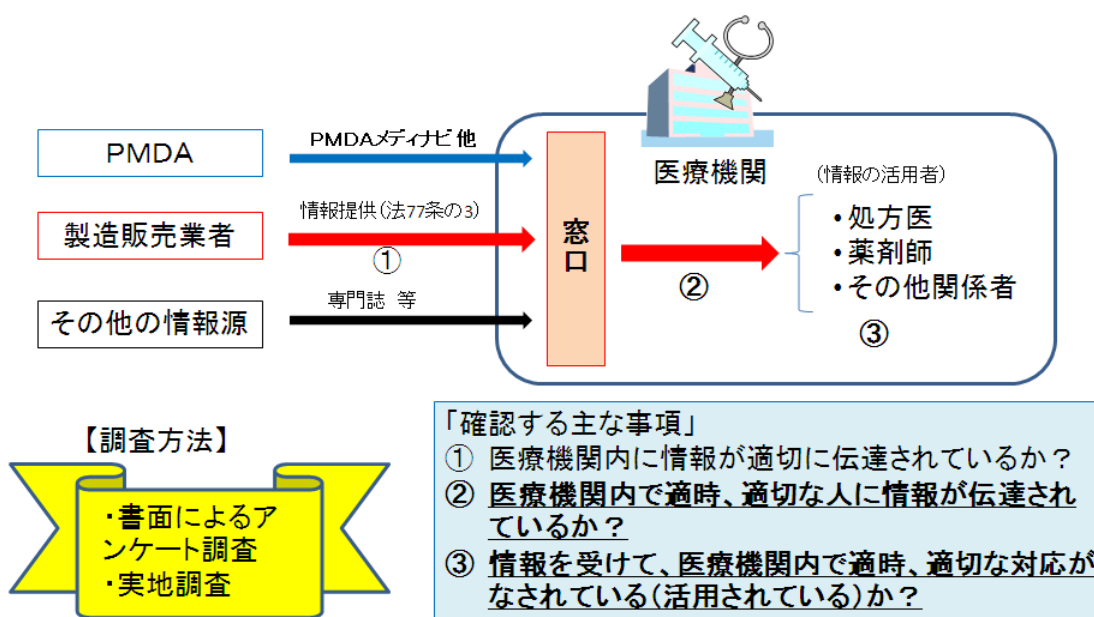 PMDA
PMDAメディナビ他
製造販売業者
情報提供(法77条の3)
①
その他の情報源
専門誌 等
窓口
医療機関
②
(情報の活用者)
・処方医
・薬剤師
・その他関係者
③
【調査方法】
・書面によるア
ンケート調査
・実地調査
「確認する主な事項」
① 医療機関内に情報が適切に伝達されているか？
② 医療機関内で適時、適切な人に情報が伝達され
ているか？
③ 情報を受けて、医療機関内で適時、適切な対応が
なされている(活用されている)か？